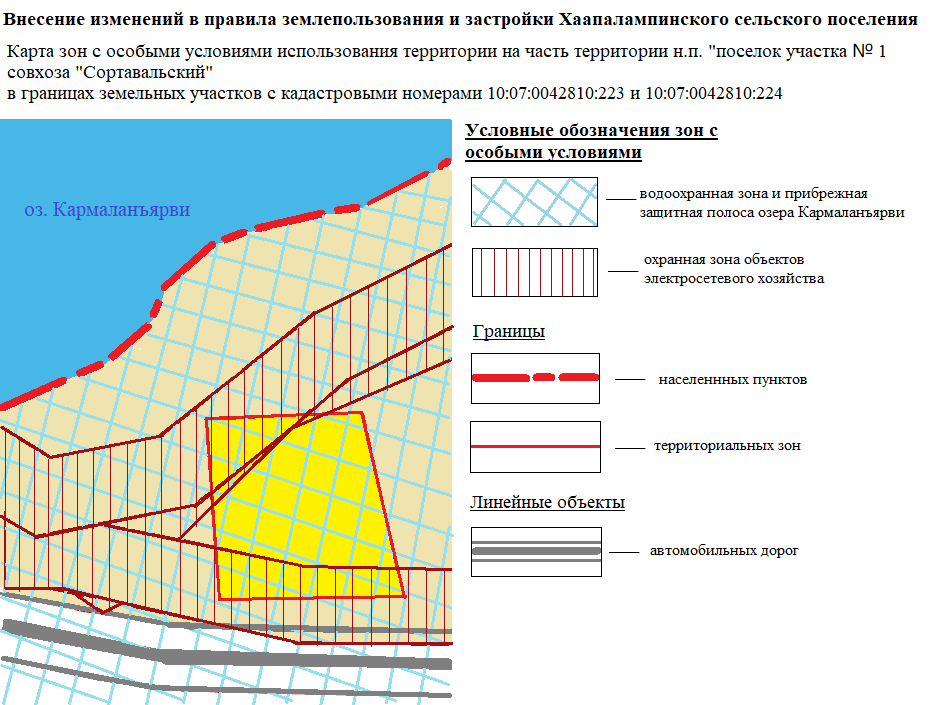 Внесение изменений в правила землепользования и застройки Хаапалампинского сельского поселения
Карта зон с особыми условиями использования территории на часть территории н.п. "поселок участка № 1
совхоза "Сортавальский"
в границах земельных участков с кадастровыми номерами 10:07:0042810:223 и 10:07:0042810:224
оз. Кармаланъярви
Условные обозначения зон с
особыми условиями
водоохранная зона и прибрежная
защитная полоса озера Кармаланъярви
охранная зона объектов
электросетевого хозяйства
Границы
населеннных пунктов
территориальных зон
Линейные объекты
автомобильных дорог